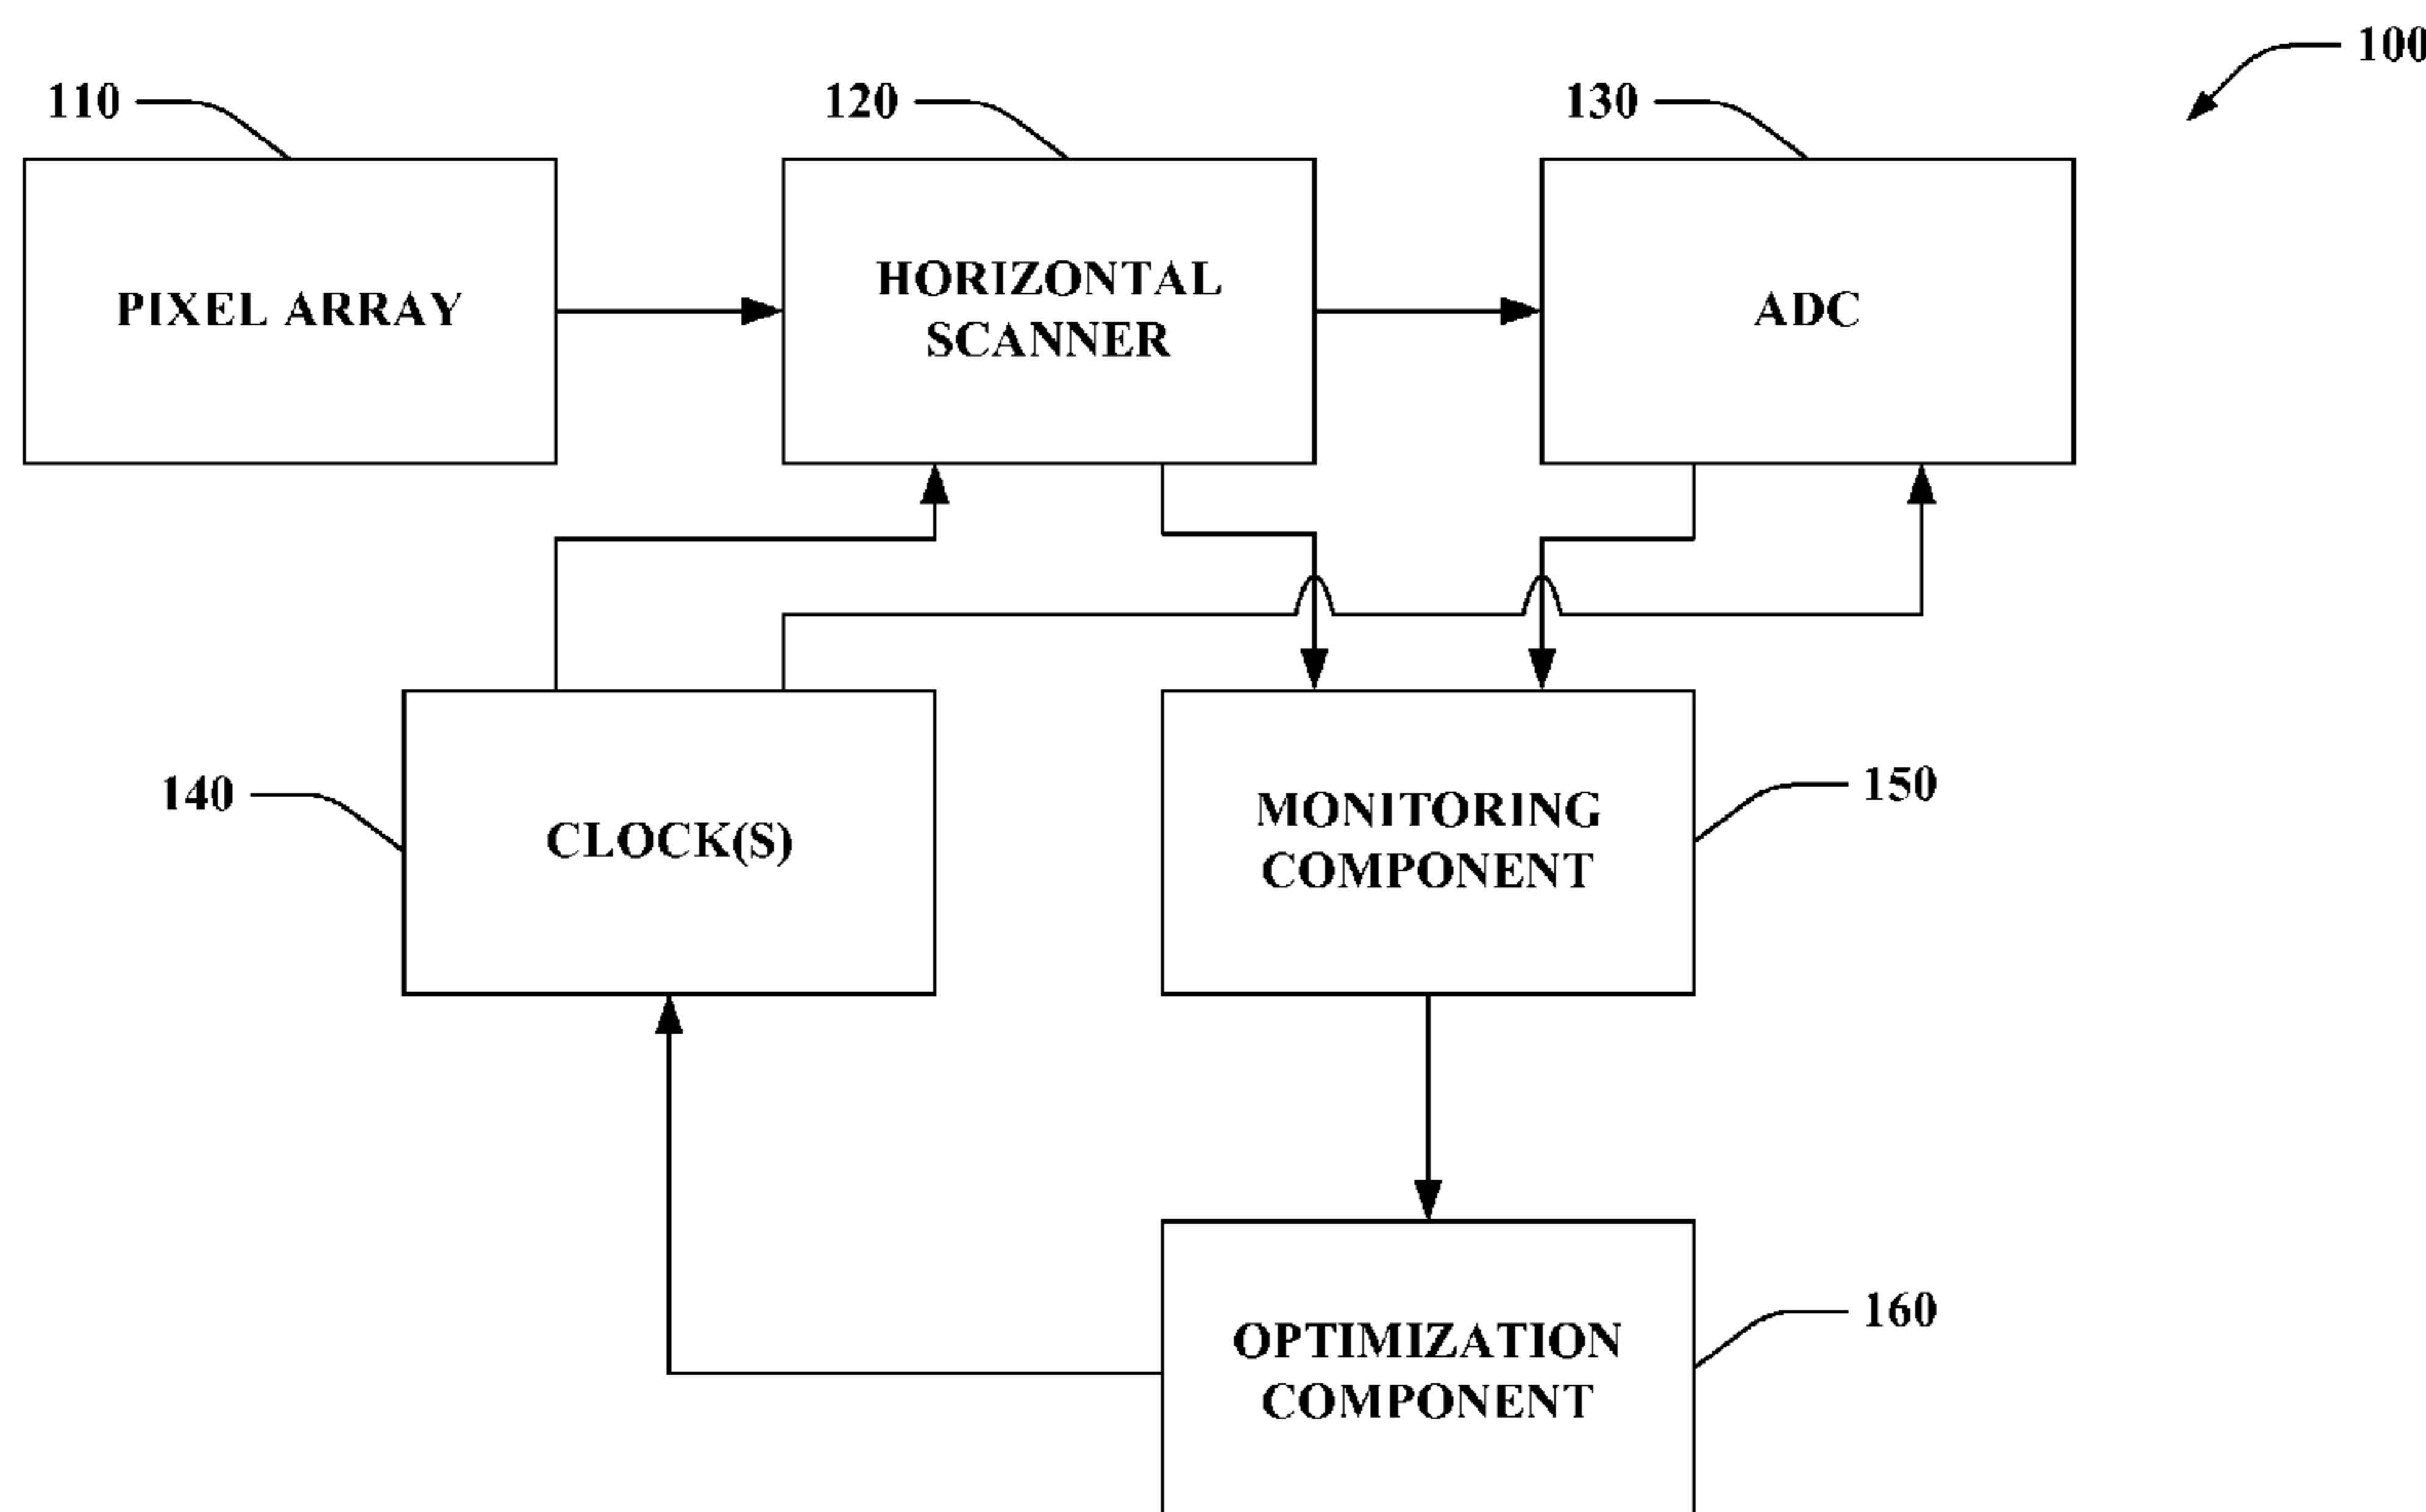 100
110
120
130
PIXEL ARRAY
HORIZONTAL
SCANNER
ADC
140
CLOCK(S)
MONITORING
COMPONENT
150
OPTIMIZATION
COMPONENT
160